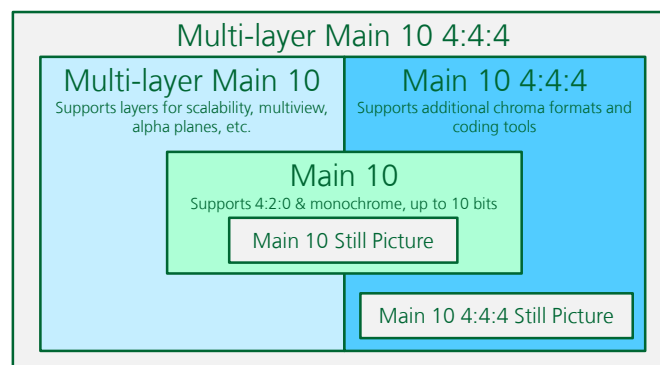 Multi-layer Main 10 4:4:4
Multi-layer Main 10
Supports layers for scalability, multiview,
alpha planes, etc.
Main 10 4:4:4
Supports additional chroma formats and
coding tools
Main 10
Supports 4:2:0 & monochrome, up to 10 bits
Main 10 Still Picture
Main 10 4:4:4 Still Picture